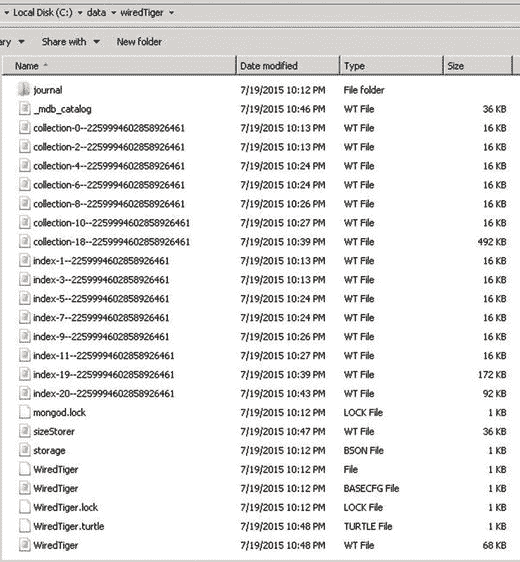 Local Disk (C:) data wiredTiger
ary Share with New folder
Name Date modified Type Size
journal 7/19/2015 10:12 PM File folder
_mdb_catalog 7/19/2015 10:46 PM WT File 36 KB
collection-0--2259994602858926461 7/19/2015 10:13 PM WT File 16 KB
collection-2--2259994602858926461 7/19/2015 10:13 PM WT File 16 KB
collection-4--2259994602858926461 7/19/2015 10:24 PM WT File 16 KB
collection-6--2259994602858926461 7/19/2015 10:24 PM WT File 16 KB
collection-8--2259994602858926461 7/19/2015 10:26 PM WT File 16 KB
collection-10--2259994602858926461 7/19/2015 10:27 PM WT File 16 KB
collection-18--2259994602858926461 7/19/2015 10:39 PM WT File 492 KB
index-1--2259994602858926461 7/19/2015 10:13 PM WT File 16 KB
index-3--2259994602858926461 7/19/2015 10:13 PM WT File 16 KB
index-5--2259994602858926461 7/19/2015 10:24 PM WT File 16 KB
index-7--2259994602858926461 7/19/2015 10:24 PM WT File 16 KB
index-9--2259994602858926461 7/19/2015 10:26 PM WT File 16 KB
index-11--2259994602858926461 7/19/2015 10:27 PM WT File 16 KB
index-19--2259994602858926461 7/19/2015 10:39 PM WT File 172 KB
index-20--2259994602858926461 7/19/2015 10:43 PM WT File 92 KB
mongod.lock 7/19/2015 10:12 PM LOCK File 1 KB
sizeStorer 7/19/2015 10:47 PM WT File 36 KB
storage 7/19/2015 10:12 PM BSON File 1 KB
WiredTiger 7/19/2015 10:12 PM File 1 KB
WiredTiger 7/19/2015 10:12 PM BASECFG File 1 KB
WiredTiger.lock 7/19/2015 10:12 PM LOCK File 1 KB
WiredTiger.turtle 7/19/2015 10:48 PM TURTLE File 1 KB
WiredTiger 7/19/2015 10:48 PM WT File 68 KB